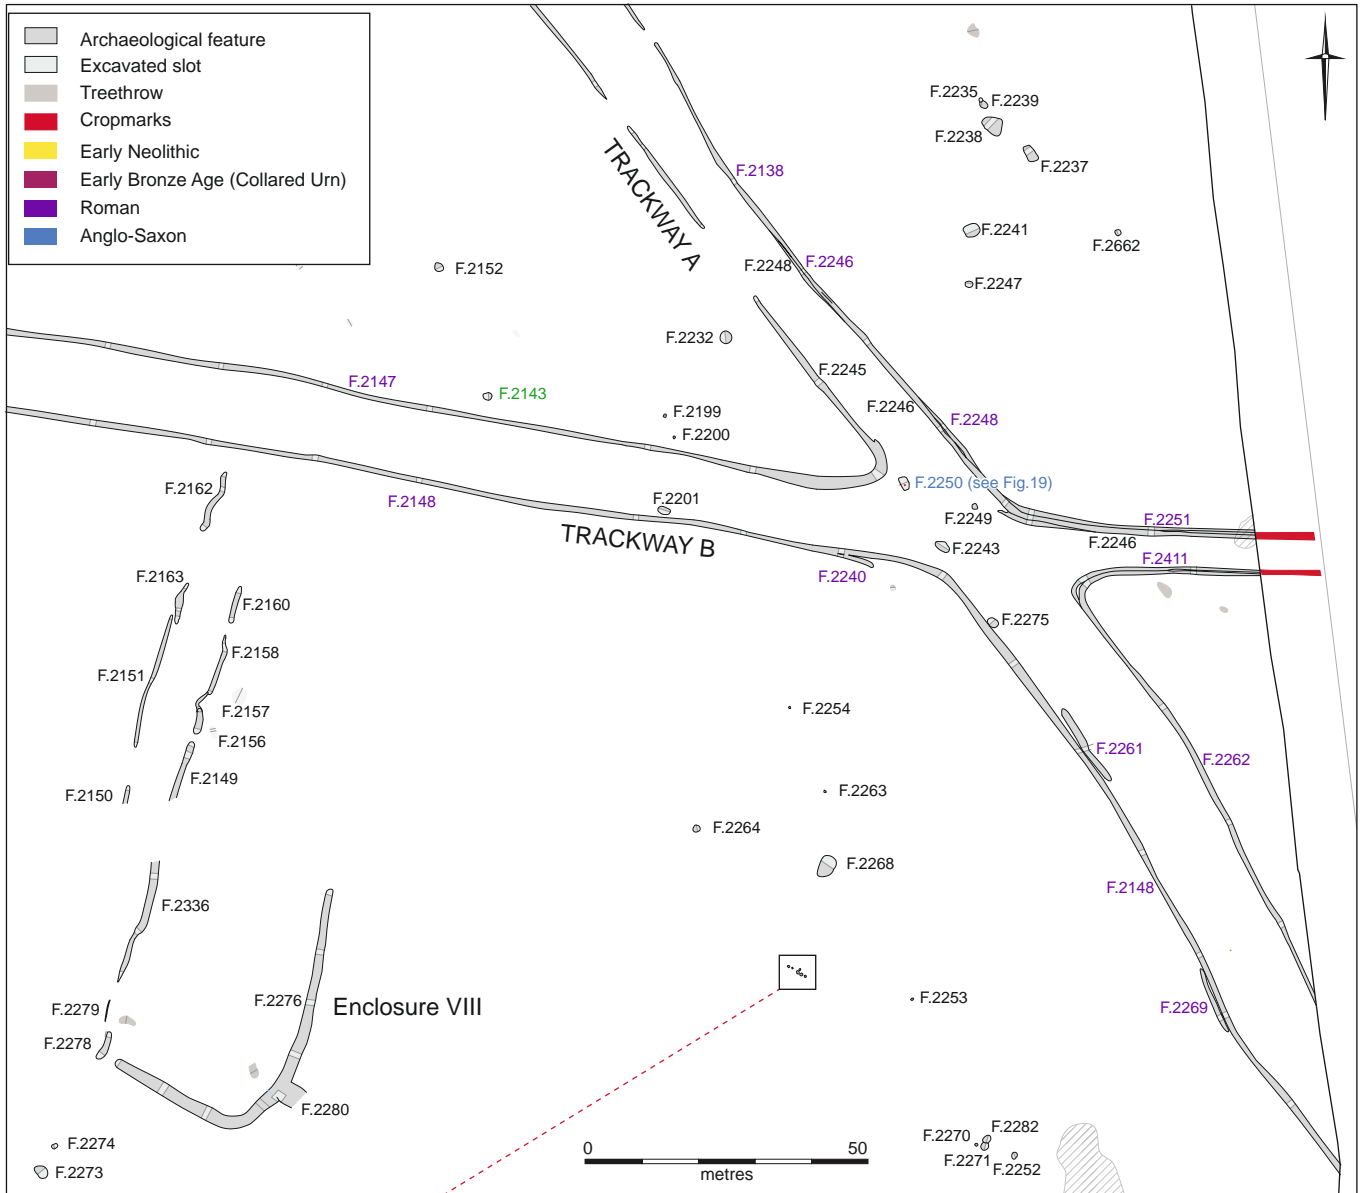 Archaeological feature
Excavated slot
Treethrow
Cropmarks
Early Neolithic
Early Bronze Age (Collared Urn)
Roman
Anglo-Saxon
F.2235
F.2239
F.2238
F.2237
F.2138
TRACKWAY A
F.2241
F.2662
F.2152
F.2248
F.2246
F.2247
F.2232
F.2245
F.2147
F.2143
F.2246
F.2199
F.2248
F.2200
F.2162
F.2250 (see Fig.19)
F.2148
F.2201
F.2249
F.2251
TRACKWAY B
F.2246
F.2243
F.2411
F.2163
F.2240
F.2160
F.2275
F.2158
F.2151
F.2157
F.2254
F.2156
F.2261
F.2262
F.2149
F.2150
F.2263
F.2264
F.2268
F.2148
F.2336
F.2276
Enclosure VIII
F.2253
F.2279
F.2269
F.2278
F.2280
F.2282
F.2270
F.2274
F.2271
F.2252
F.2273
0 50
metres